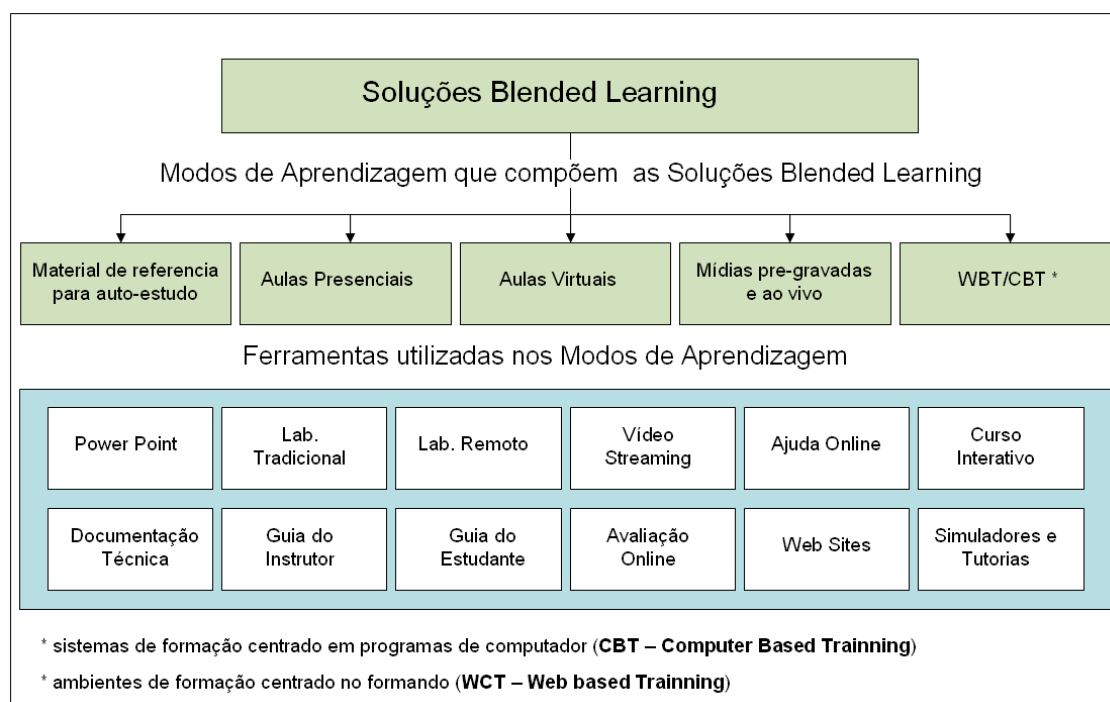 Soluções Blended Learning
Modos de Aprendizagem que compõem as Soluções Blended Learning
Material de referencia
para auto-estudo
Aulas Presenciais
Aulas Virtuais
Mídias pre-gravadas
e ao vivo
WBT/CBT *
Ferramentas utilizadas nos Modos de Aprendizagem
Power Point
Lab.
Tradicional
Lab. Remoto
Vídeo
Streaming
Ajuda Online
Curso
Interativo
Documentação
Técnica
Guia do
Instrutor
Guia do
Estudante
Avaliação
Online
Web Sites
Simuladores e
Tutorias
* sistemas de formação centrado em programas de computador (CBT – Computer Based Trainning)
* ambientes de formação centrado no formando (WCT – Web based Trainning)